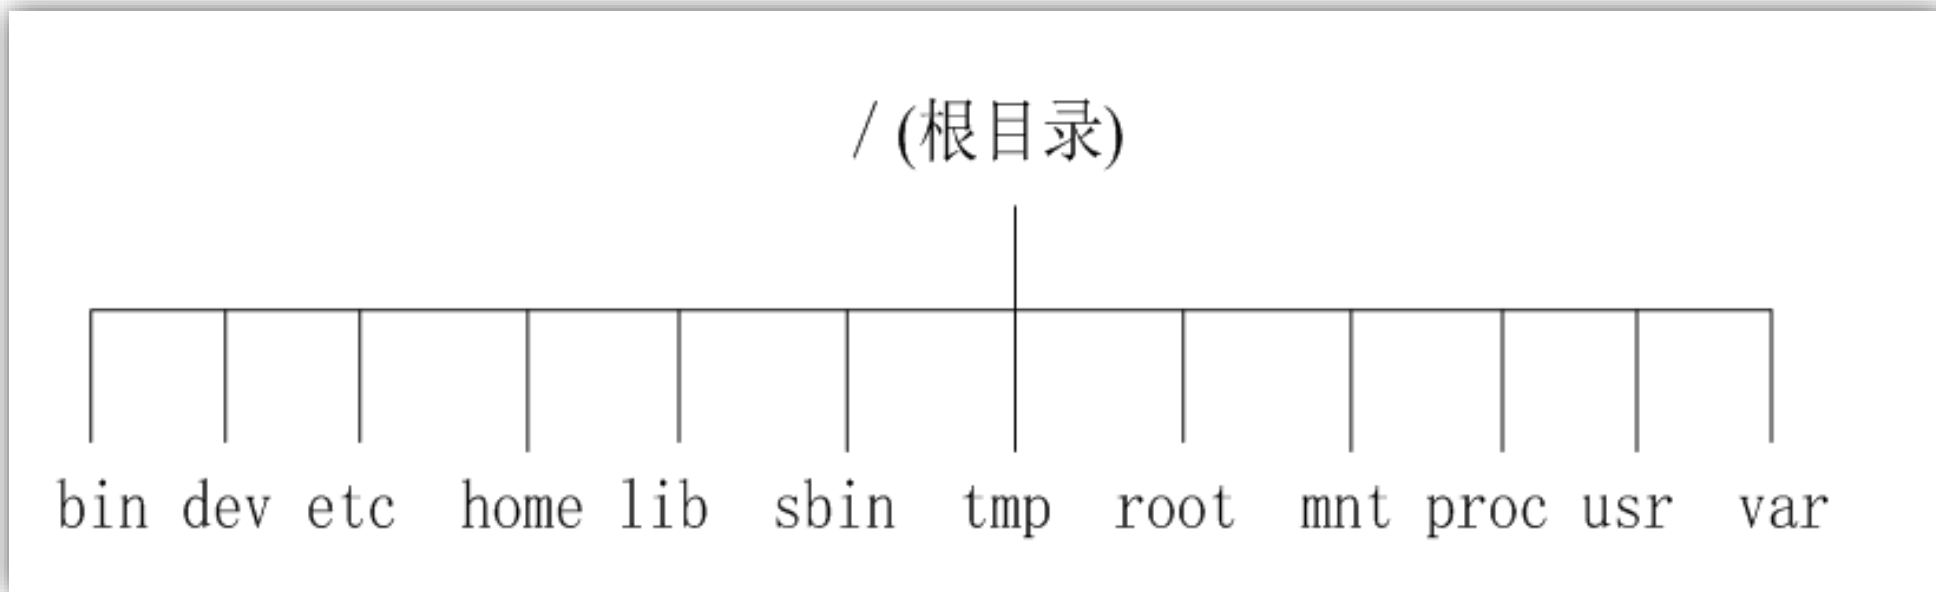 / (根目录)
bin dev etc home lib sbin tmp root mnt proc usr var